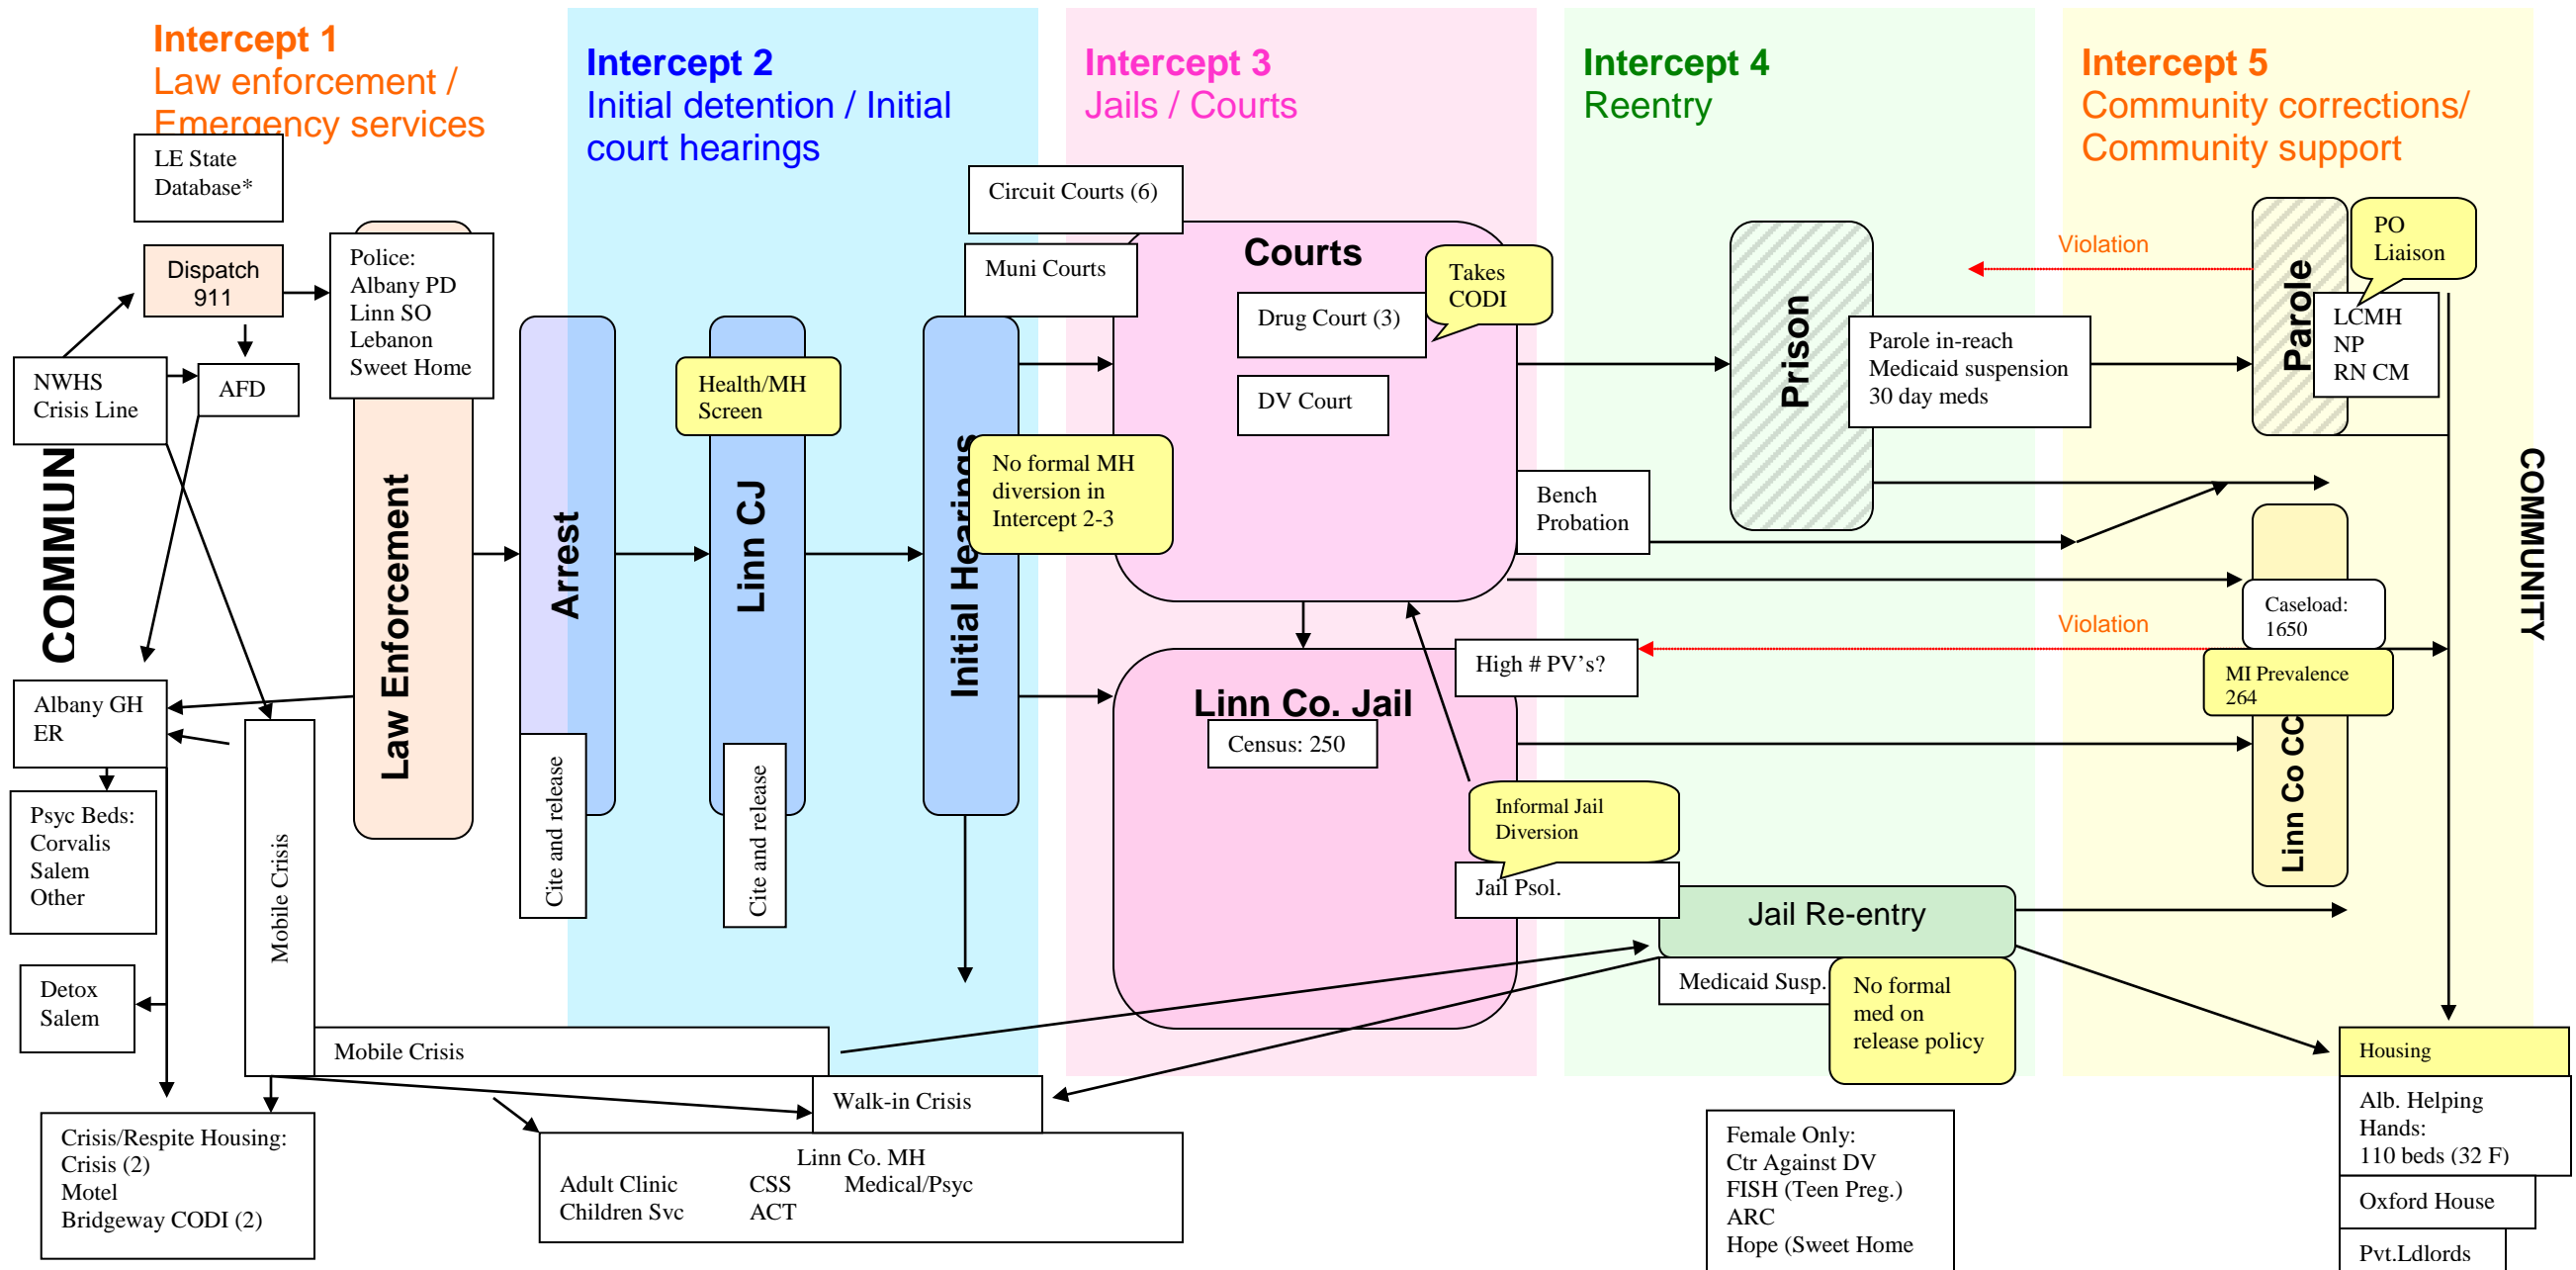 Intercept 1
Law enforcement /
Emergency services
Intercept 2
Initial detention / Initial
court hearings
Intercept 3
Jails / Courts
Intercept 4
Reentry
Intercept 5
Community corrections/
Community support
LE State
Database*
Dispatch
911
Police:
Albany PD
Linn SO
Lebanon
Sweet Home
NWHS
Crisis Line
AFD
COMMUN
Law Enforcement
Albany GH
ER
Psyc Beds:
Corvalis
Salem
Other
Detox
Salem
Mobile Crisis
Mobile Crisis
Crisis/Respite Housing:
Crisis (2)
Motel
Bridgeway CODI (2)
Arrest
Cite and release
Health/MH
Screen
Linn CJ
Cite and release
Initial Hearings
Walk-in Crisis
Linn Co. MH
Adult Clinic CSS Medical/Psyc
Children Svc ACT
Circuit Courts (6)
Muni Courts
No formal MH
diversion in
Intercept 2-3
Courts
Drug Court (3)
DV Court
Takes
CODI
Bench
Probation
Linn Co. Jail
Census: 250
High # PV's?
Informal Jail
Diversion
Jail Psol.
Prison
Parole in-reach
Medicaid suspension
30 day meds
Jail Re-entry
Medicaid Susp.
No formal
med on
release policy
Female Only:
Ctr Against DV
FISH (Teen Preg.)
ARC
Hope (Sweet Home
Violation
Parole
PO
Liaison
LCMH
NP
RN CM
Violation
Caseload:
1650
MI Prevalence
264
Linn Co CC
COMMUNITY
Housing
Alb. Helping
Hands:
110 beds (32 F)
Oxford House
Pvt.Ldlords